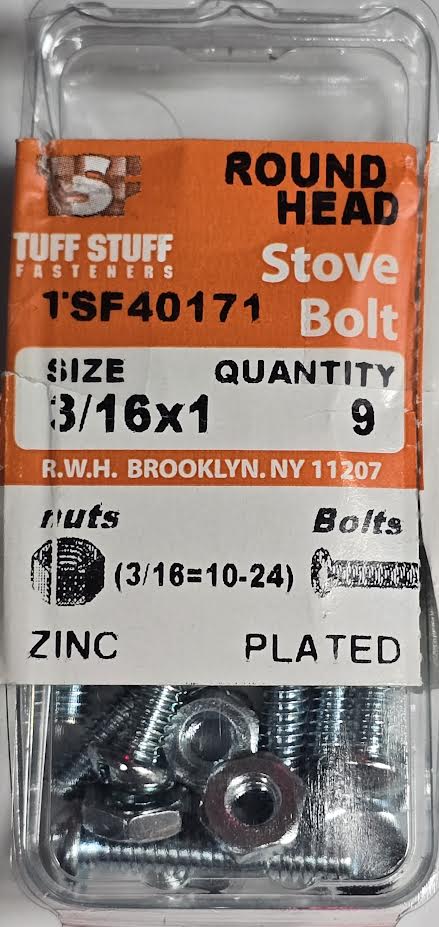 TSF
ROUND
HEAD
TUFF STUFF
FASTENERS
Stove
Bolt
TSF40171
SIZE QUANTITY
3/16x1 9
R.W.H. BROOKLYN. NY 11207
nuts Bolts
(3/16=10-24)
ZINC PLATED